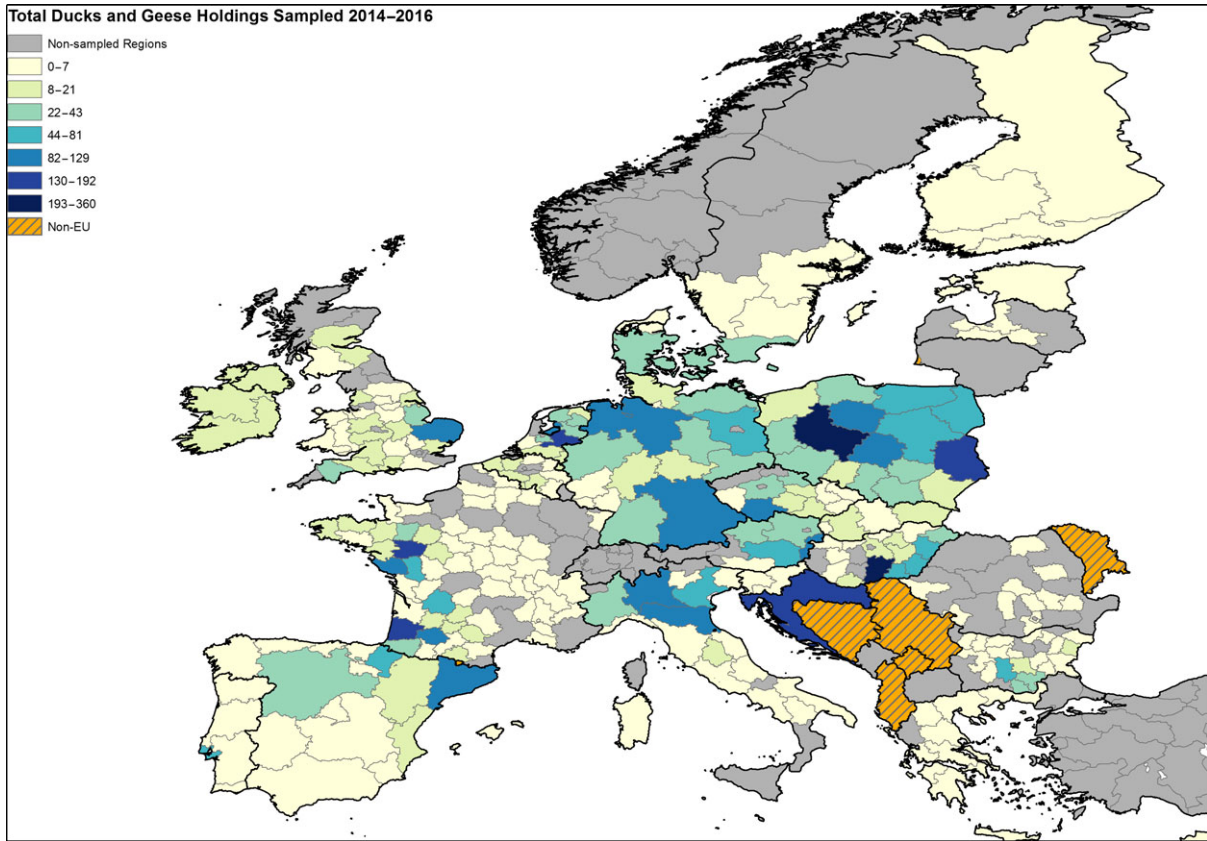 Total Ducks and Geese Holdings Sampled 2014–2016
Non-sampled Regions
0–7
8–21
22–43
44–81
82–129
130–192
193–360
Non-EU